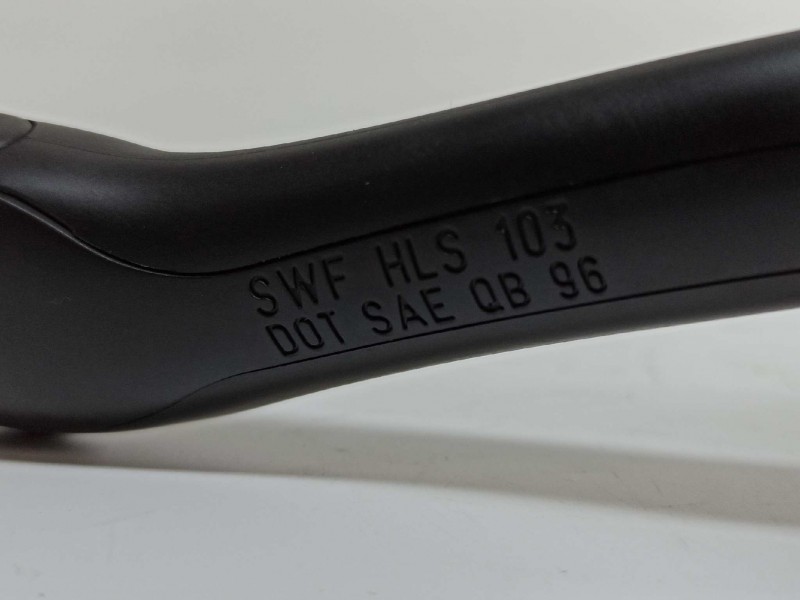 SWF HLS 103
DOT SAE QB 96